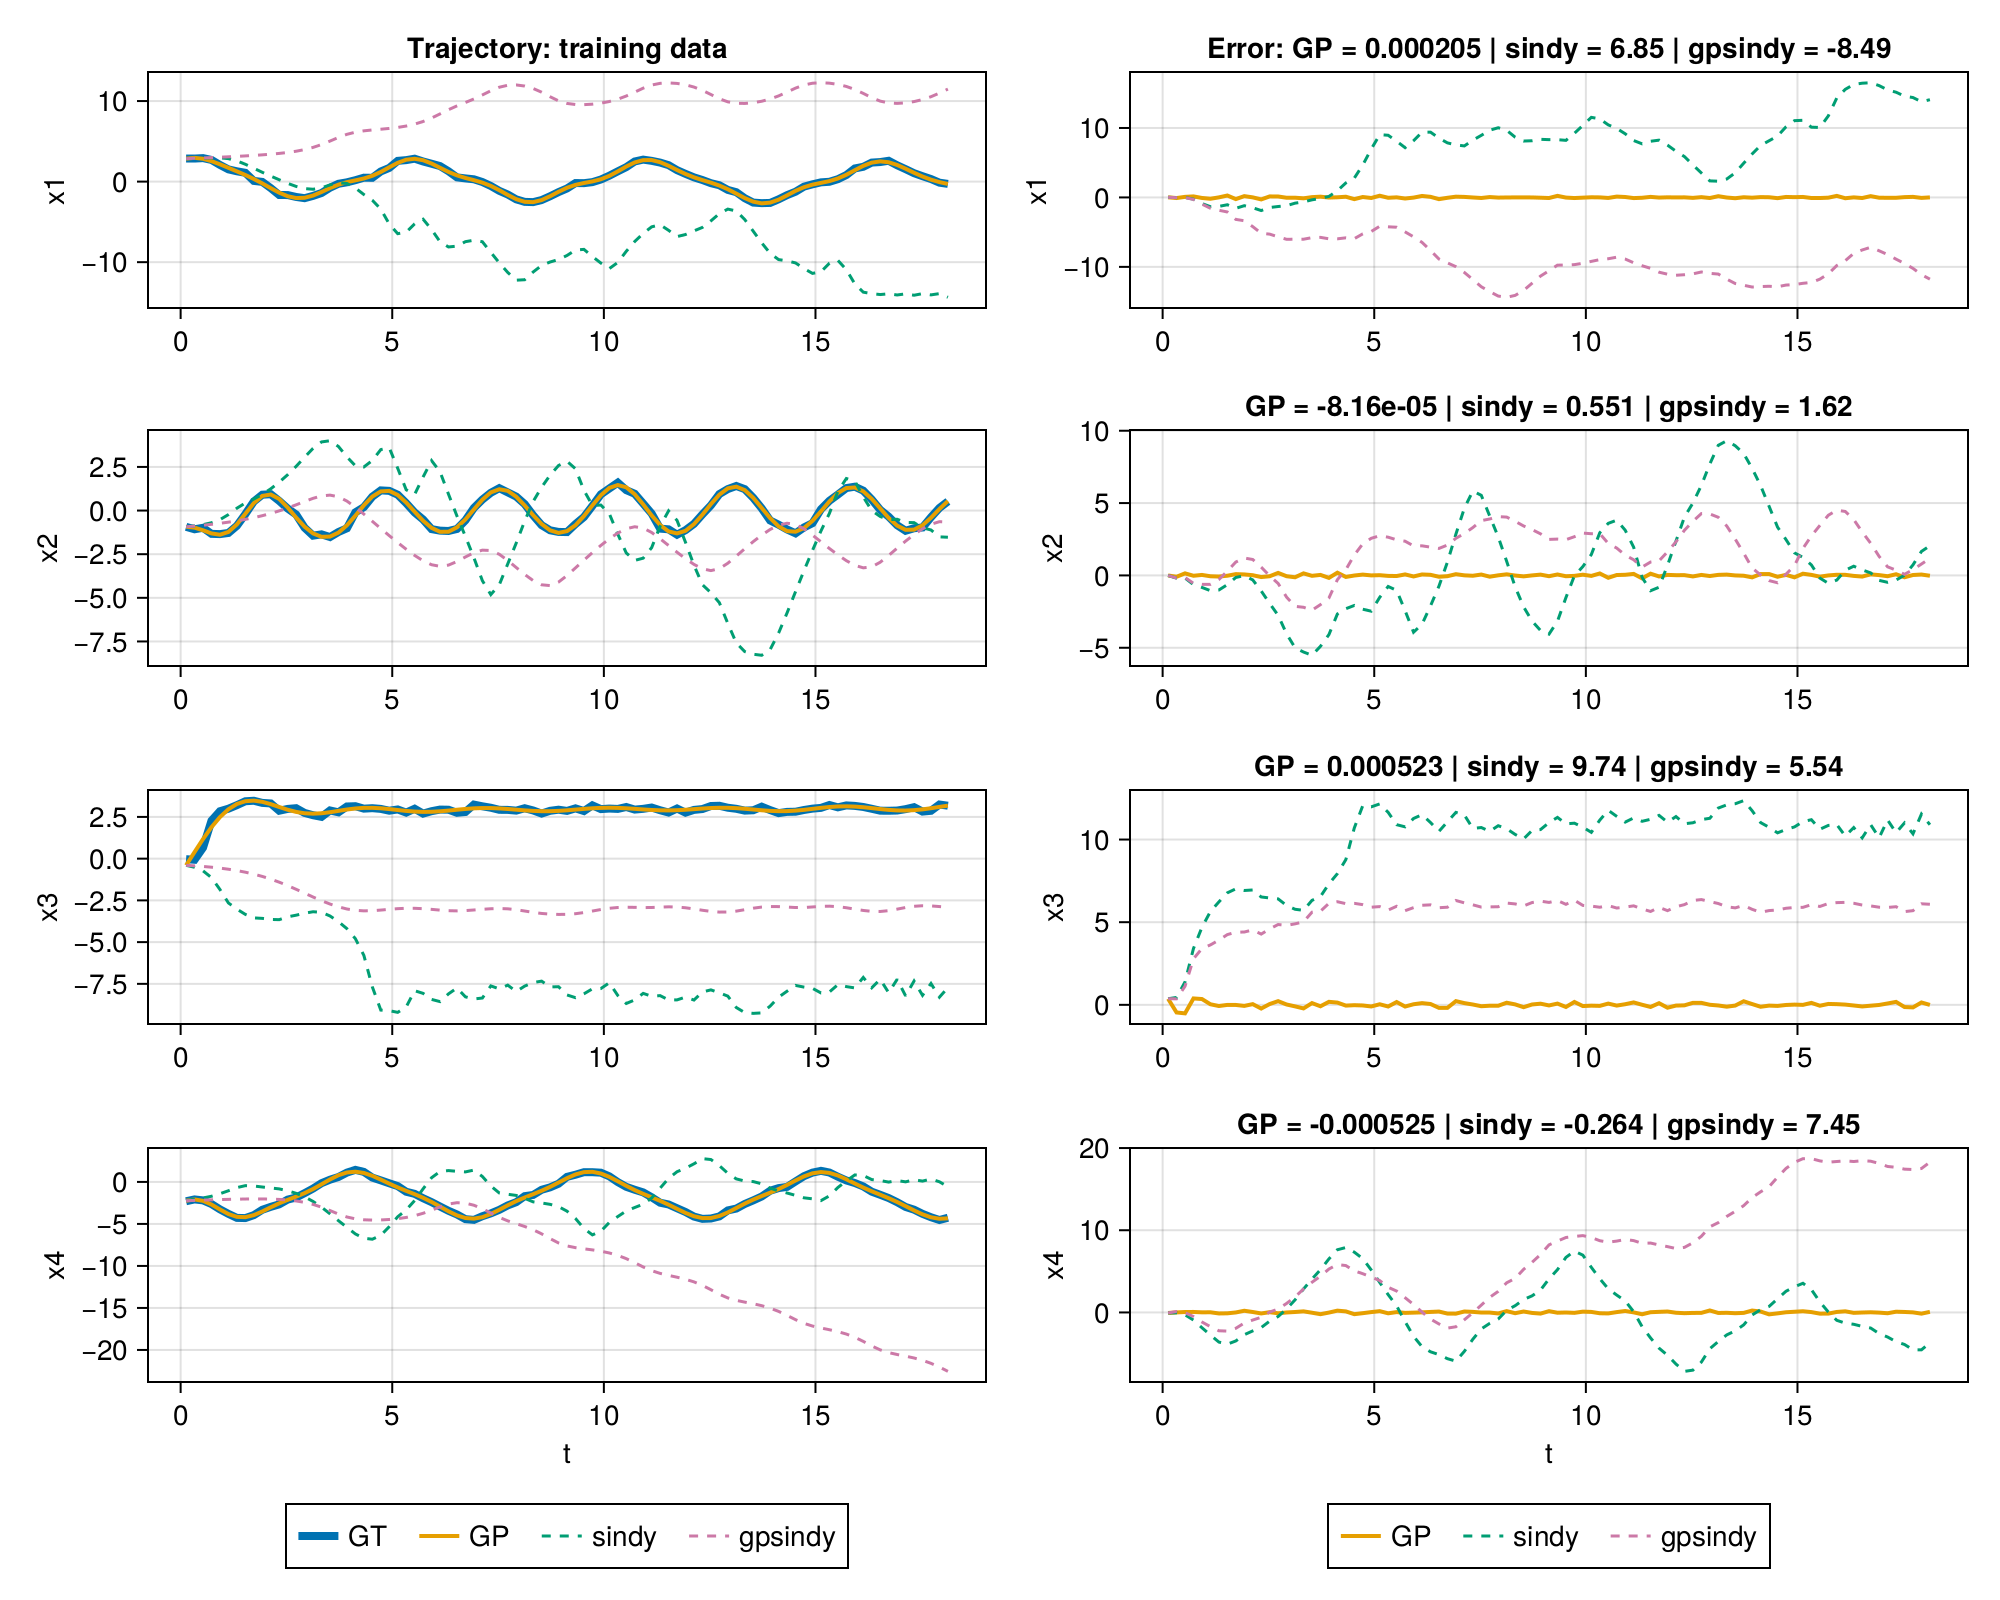 Trajectory: training data
Error: GP = 0.000205 | sindy = 6.85 | gpsindy = -8.49
x1
10
0
−10
0 5 10 15
x1
10
0
−10
0 5 10 15
x2
2.5
0.0
−2.5
−5.0
−7.5
0 5 10 15
GP = -8.16e-05 | sindy = 0.551 | gpsindy = 1.62
x2
10
5
0
−5
0 5 10 15
x3
2.5
0.0
−2.5
−5.0
−7.5
0 5 10 15
GP = 0.000523 | sindy = 9.74 | gpsindy = 5.54
x3
10
5
0
0 5 10 15
x4
0
−5
−10
−15
−20
0 5 10 15
t
GP = -0.000525 | sindy = -0.264 | gpsindy = 7.45
x4
20
10
0
0 5 10 15
t
GT GP sindy gpsindy
GP sindy gpsindy